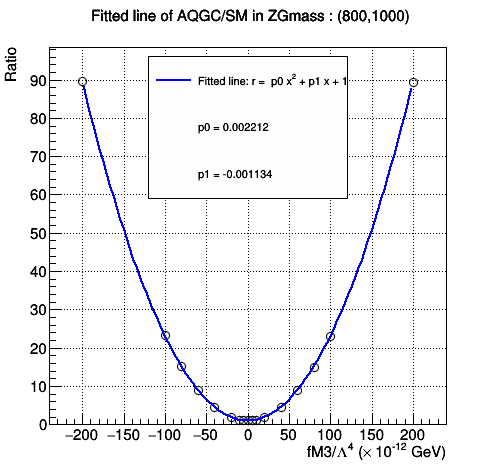 Fitted line of AQGC/SM in ZGmass : (800,1000)
Ratio
Fitted line: r =  p0 x² + p1 x + 1
p0 = 0.002212
p1 = -0.001134
90
80
70
60
50
40
30
20
10
0
−200 −150 −100 −50 0 50 100 150 200
fM3/Λ⁴ (× 10⁻¹² GeV)